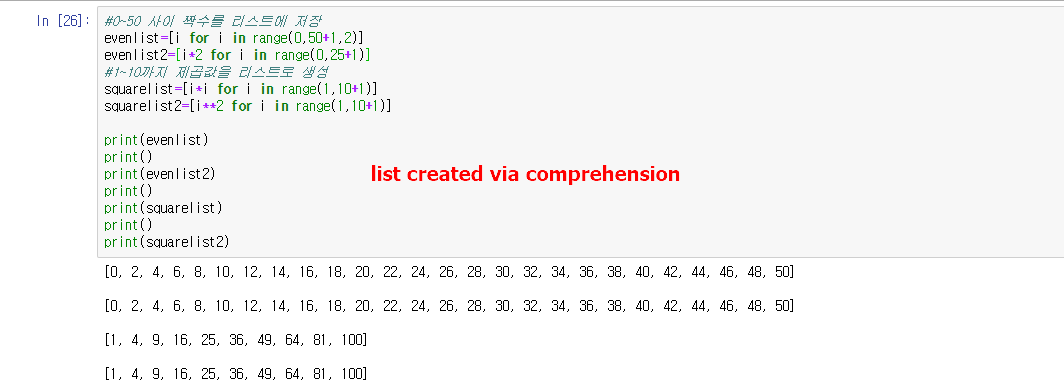 In [26]:
#0~50 사이 짝수를 리스트에 저장
evenlist=[i for i in range(0,50+1,2)]
evenlist2=[i*2 for i in range(0,25+1)]
#1~10까지 제곱값을 리스트로 생성
squarelist=[i*i for i in range(1,10+1)]
squarelist2=[i**2 for i in range(1,10+1)]
print(evenlist)
print()
print(evenlist2)
print()
print(squarelist)
print()
print(squarelist2)
list created via comprehension
[0, 2, 4, 6, 8, 10, 12, 14, 16, 18, 20, 22, 24, 26, 28, 30, 32, 34, 36, 38, 40, 42, 44, 46, 48, 50]
[0, 2, 4, 6, 8, 10, 12, 14, 16, 18, 20, 22, 24, 26, 28, 30, 32, 34, 36, 38, 40, 42, 44, 46, 48, 50]
[1, 4, 9, 16, 25, 36, 49, 64, 81, 100]
[1, 4, 9, 16, 25, 36, 49, 64, 81, 100]